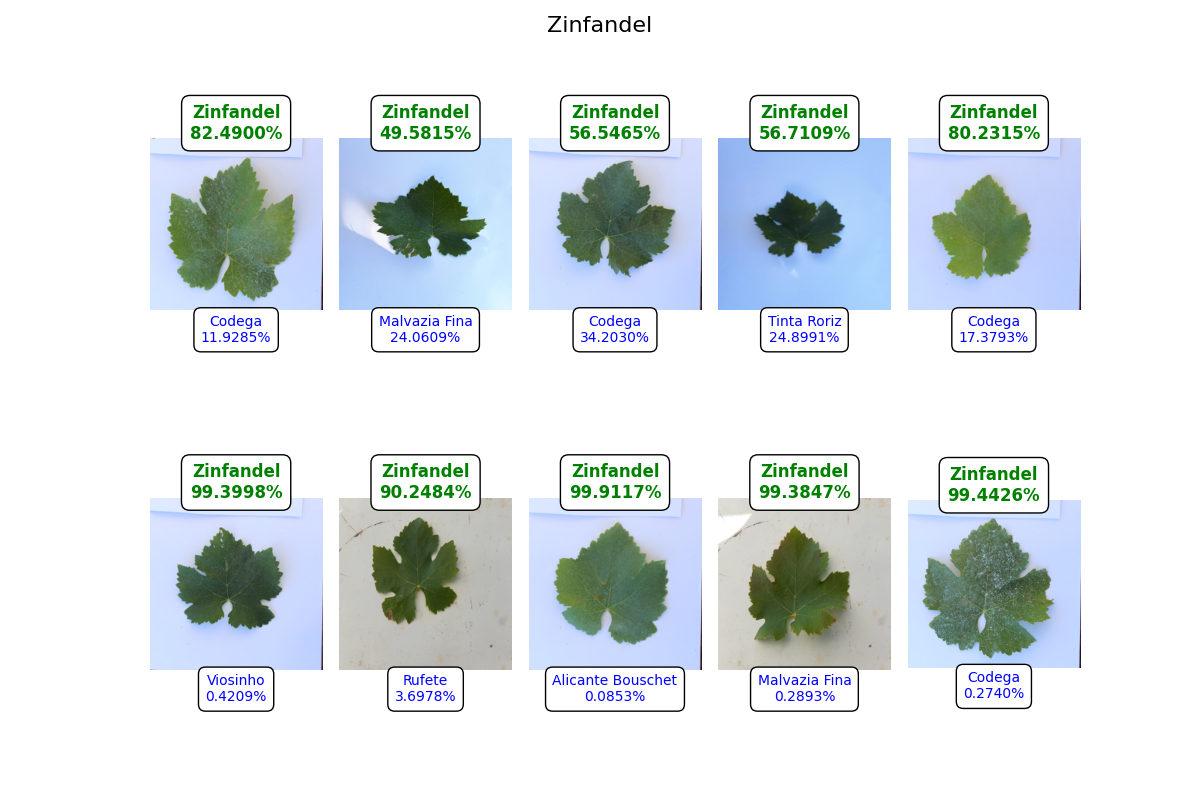 Zinfandel
Zinfandel
82.4900%
Zinfandel
49.5815%
Zinfandel
56.5465%
Zinfandel
56.7109%
Zinfandel
80.2315%
Codega
11.9285%
Malvazia Fina
24.0609%
Codega
34.2030%
Tinta Roriz
24.8991%
Codega
17.3793%
Zinfandel
99.3998%
Zinfandel
90.2484%
Zinfandel
99.9117%
Zinfandel
99.3847%
Zinfandel
99.4426%
Viosinho
0.4209%
Rufete
3.6978%
Alicante Bouschet
0.0853%
Malvazia Fina
0.2893%
Codega
0.2740%